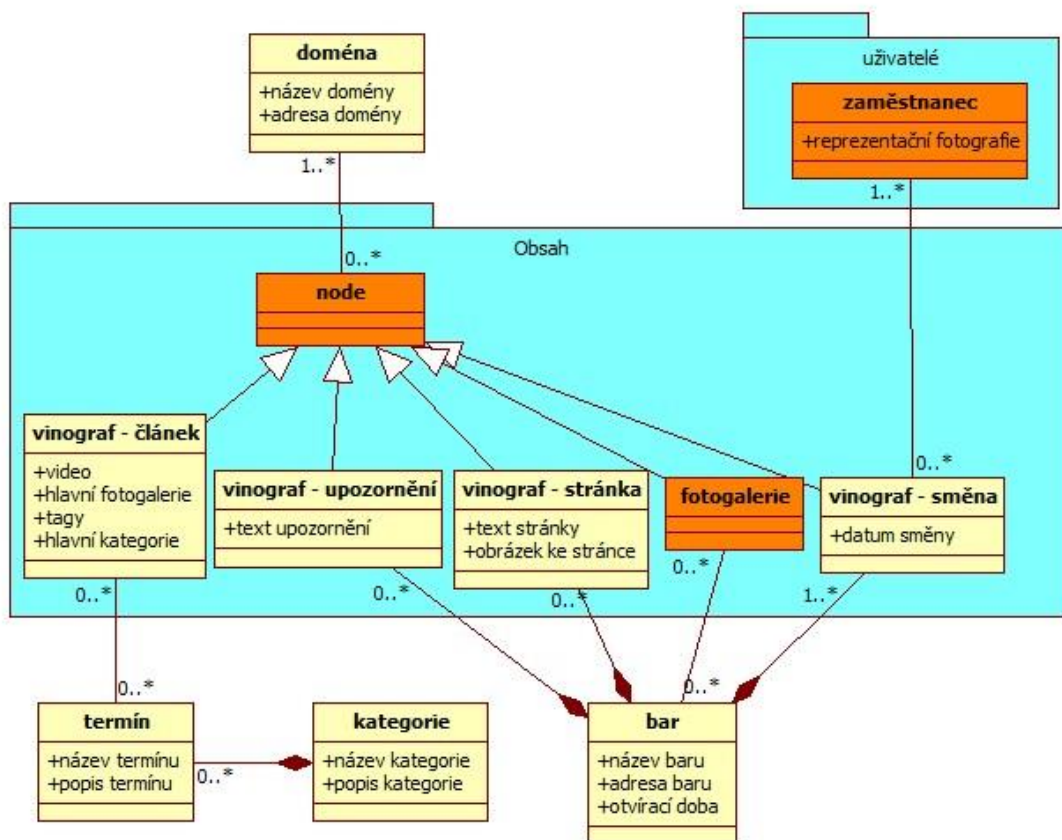 doména
+název domény
+adresa domény
1..*
uživatelé
zaměstnanec
+reprezentační fotografie
1..*
Obsah
0..*
node
vinograf - článek
+video
+hlavní fotogalerie
+tagy
+hlavní kategorie
0..*
vinograf - upozornění
+text upozornění
0..*
vinograf - stránka
+text stránky
+obrázek ke stránce
0..*
fotogalerie
0..*
0..*
vinograf - směna
+datum směny
1..*
0..*
termín
+název termínu
+popis termínu
0..*
kategorie
+název kategorie
+popis kategorie
0..*
bar
+název baru
+adresa baru
+otvírací doba